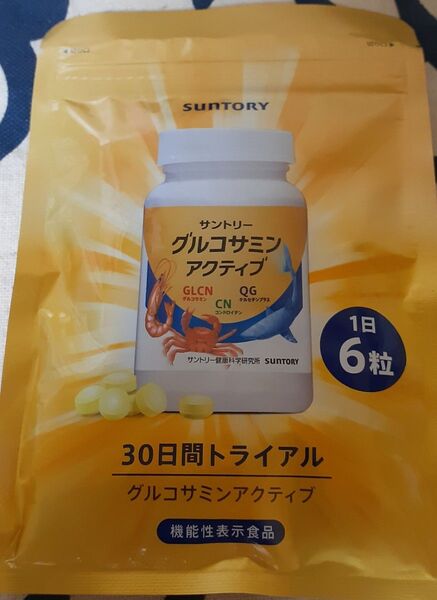 SUNTORY
サントリー
グルコサミン
アクティブ
GLCN
グルコサミン
QG
ケルセチンプラス
CN
コンドロイチン
サントリー健康科学研究所 SUNTORY
1日
6粒
30日間トライアル
グルコサミンアクティブ
機能性表示食品